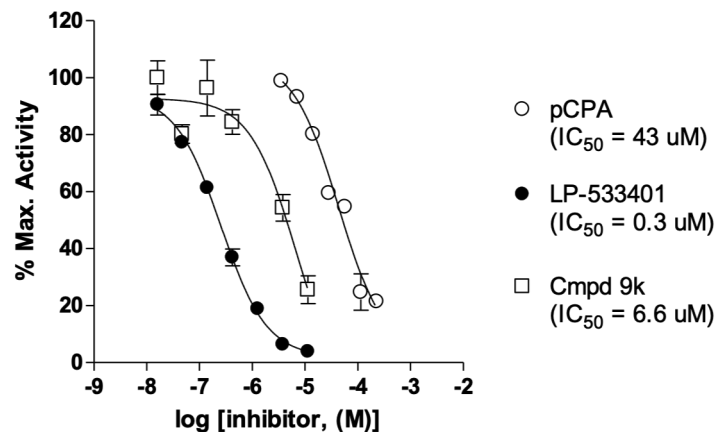 120
100
80
60
40
20
0
% Max. Activity
-9 -8 -7 -6 -5 -4 -3 -2
log [inhibitor, (M)]
pCPA
(IC50 = 43 uM)
LP-533401
(IC50 = 0.3 uM)
Cmpd 9k
(IC50 = 6.6 uM)